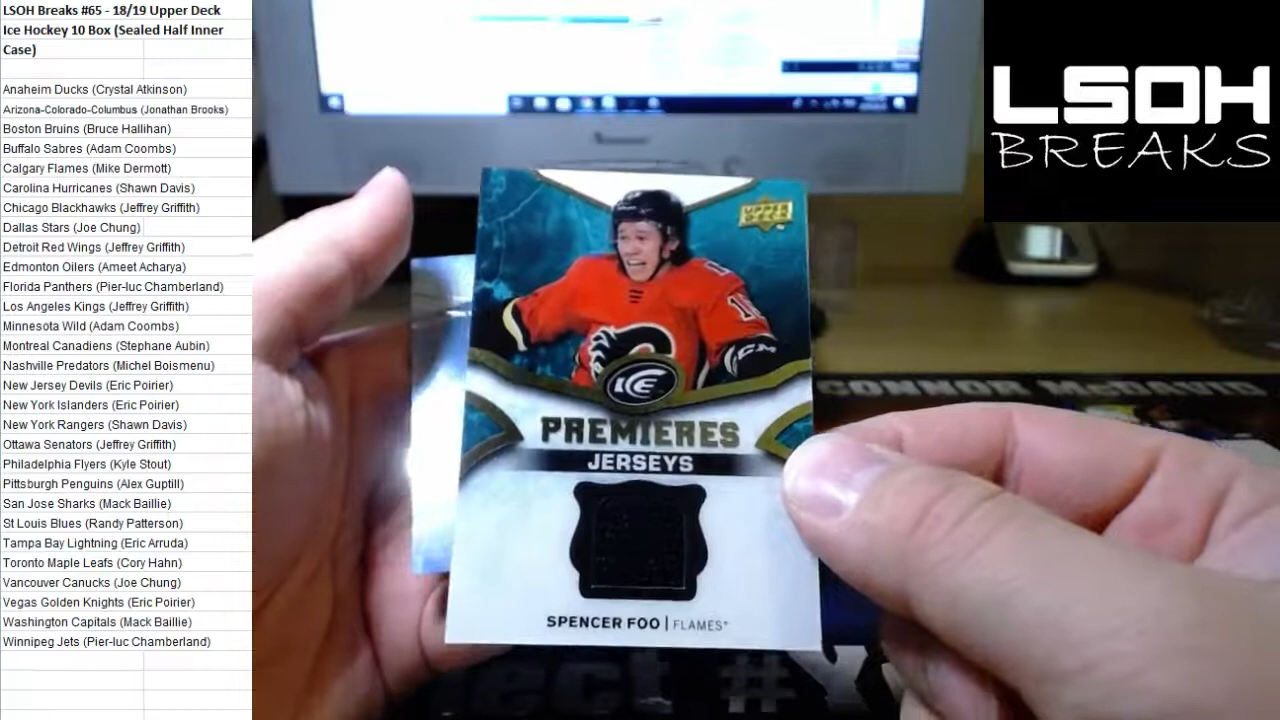 LSOH Breaks #65 - 18/19 Upper Deck
Ice Hockey 10 Box (Sealed Half Inner
Case)
Anaheim Ducks (Crystal Atkinson)
Arizona-Colorado-Columbus (Jonathan Brooks)
Boston Bruins (Bruce Hallihan)
Buffalo Sabres (Adam Coombs)
Calgary Flames (Mike Dermott)
Carolina Hurricanes (Shawn Davis)
Chicago Blackhawks (Jeffrey Griffith)
Dallas Stars (Joe Chung)
Detroit Red Wings (Jeffrey Griffith)
Edmonton Oilers (Ameet Acharya)
Florida Panthers (Pier-luc Chamberland)
Los Angeles Kings (Jeffrey Griffith)
Minnesota Wild (Adam Coombs)
Montreal Canadiens (Stephane Aubin)
Nashville Predators (Michel Boismenu)
New Jersey Devils (Eric Poirier)
New York Islanders (Eric Poirier)
New York Rangers (Shawn Davis)
Ottawa Senators (Jeffrey Griffith)
Philadelphia Flyers (Kyle Stout)
Pittsburgh Penguins (Alex Guptill)
San Jose Sharks (Mack Baillie)
St Louis Blues (Randy Patterson)
Tampa Bay Lightning (Eric Arruda)
Toronto Maple Leafs (Cory Hahn)
Vancouver Canucks (Joe Chung)
Vegas Golden Knights (Eric Poirier)
Washington Capitals (Mack Baillie)
Winnipeg Jets (Pier-luc Chamberland)
LSOH
BREAKS
UPPER
DECK
CCM
ICE
PREMIERES
JERSEYS
SPENCER FOO | FLAMES
CONNOR McDAVID